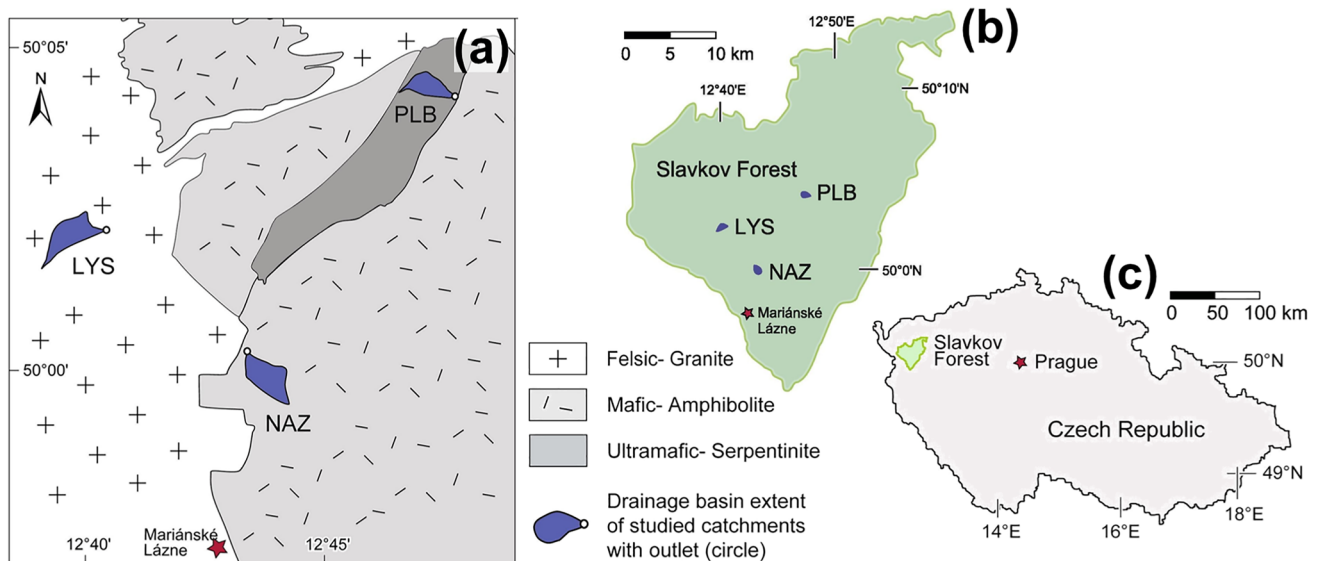 (a)
50°05'
N
PLB
LYS
50°00'
NAZ
Mariánské
Lázne
12°40'
12°45'
(b)
0 5 10 km
12°50'E
12°40'E
50°10'N
Slavkov Forest
PLB
LYS
NAZ
50°0'N
Mariánské
Lázne
Felsic- Granite
Mafic- Amphibolite
Ultramafic- Serpentinite
Drainage basin extent
of studied catchments
with outlet (circle)
(c)
0 50 100 km
Slavkov
Forest
Prague
50°N
Czech Republic
49°N
14°E
16°E
18°E